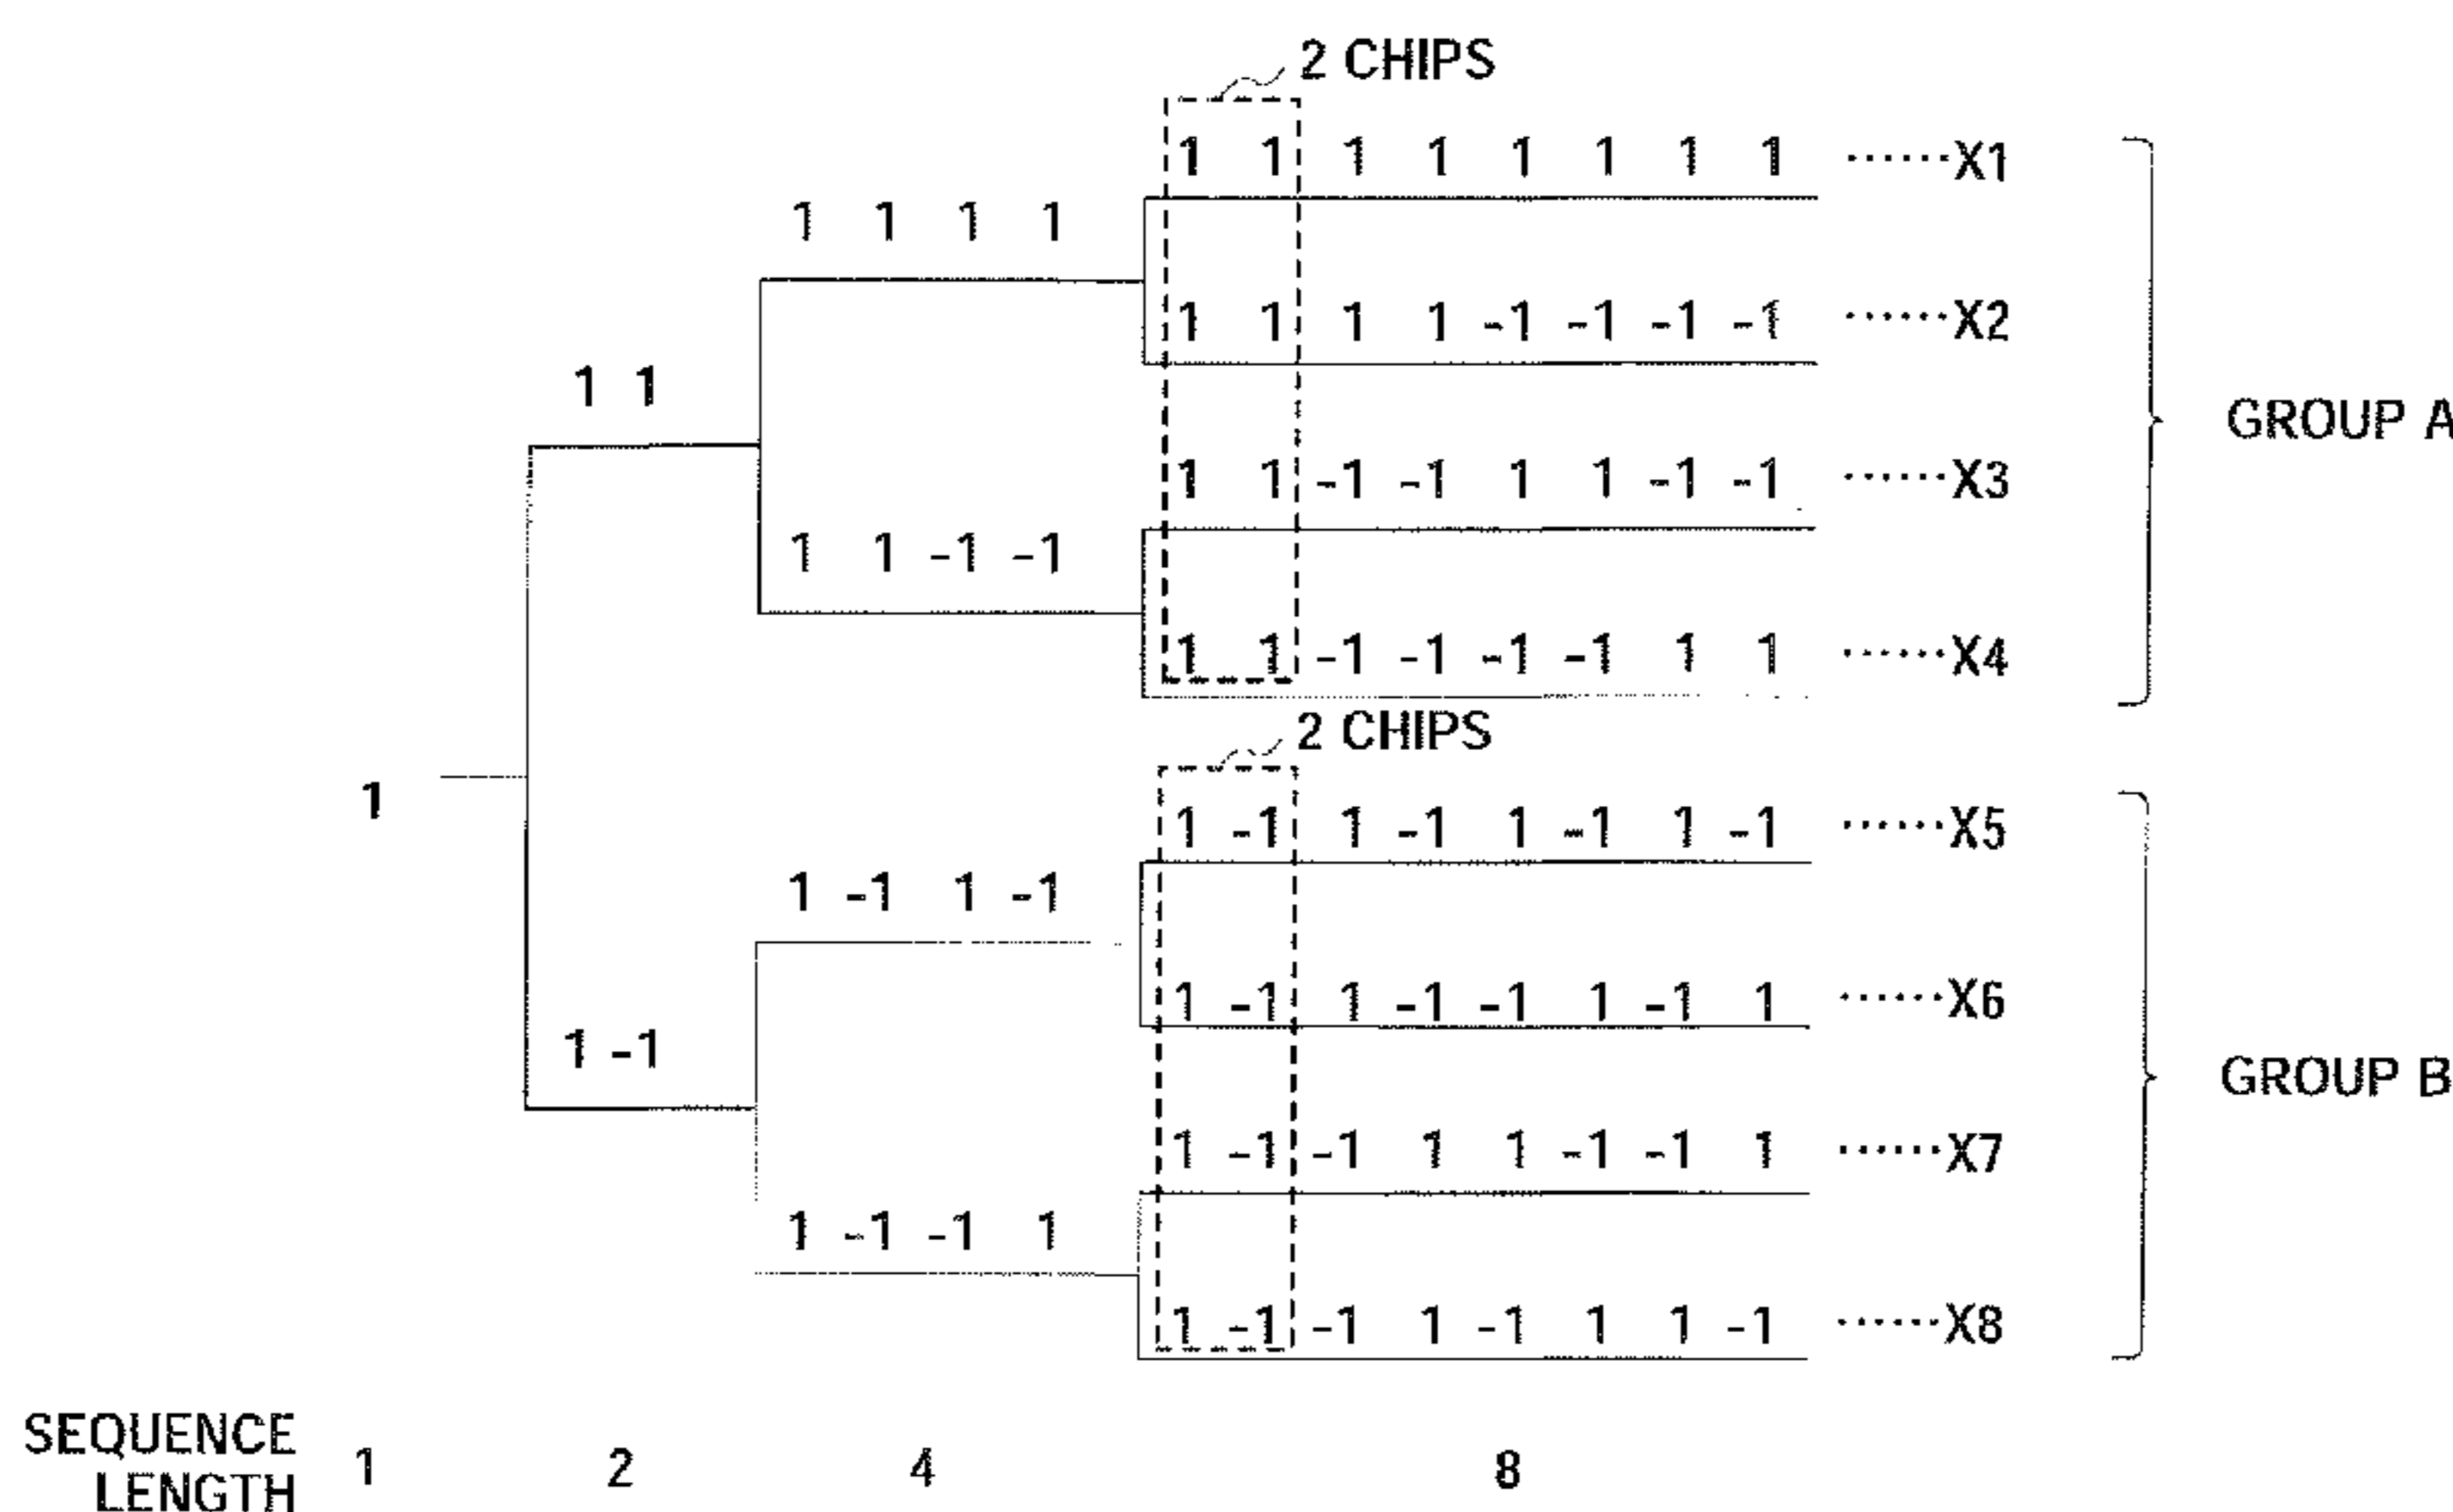 2 CHIPS
1 1 1 1 1 1 1 1 ······X1
1 1 1 1
1 1 1 1 -1 -1 -1 -1 ······X2
1 1
GROUP A
1 1 -1 -1 1 1 -1 -1 ······X3
1 1 -1 -1
1 1 -1 -1 -1 -1 1 1 ······X4
2 CHIPS
1
1 -1 1 -1 1 -1 1 -1 ······X5
1 -1 1 -1
1 -1 1 -1 -1 1 -1 1 ······X6
1 -1
GROUP B
1 -1 -1 1 1 -1 -1 1 ······X7
1 -1 -1 1
1 -1 -1 1 -1 1 1 -1 ······X8
SEQUENCE
LENGTH 1 2 4 8